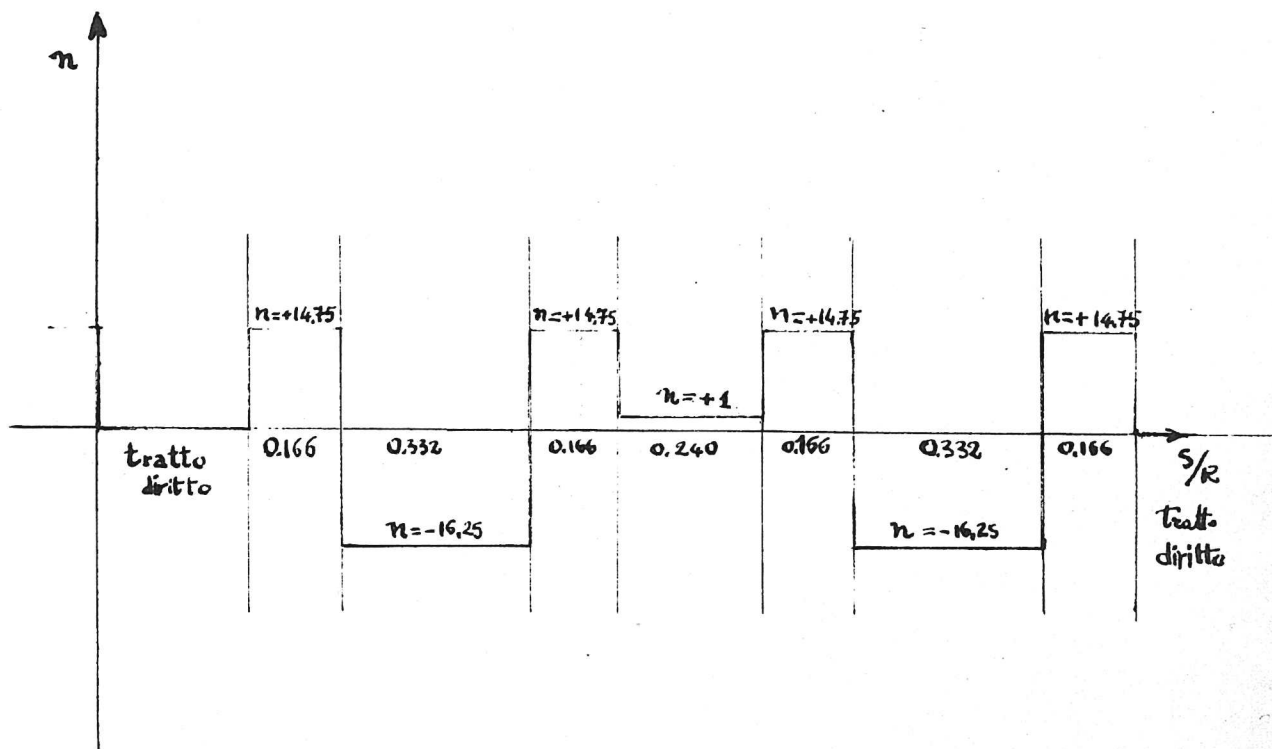 n
n=+14.75 n=+14.75 n=+14.75 n=+14.75
n=+1
0.166 0.332 0.166 0.240 0.166 0.332 0.166
tratto
diritto
S/R
n=-16,25 n=-16,25
tratto
diritto